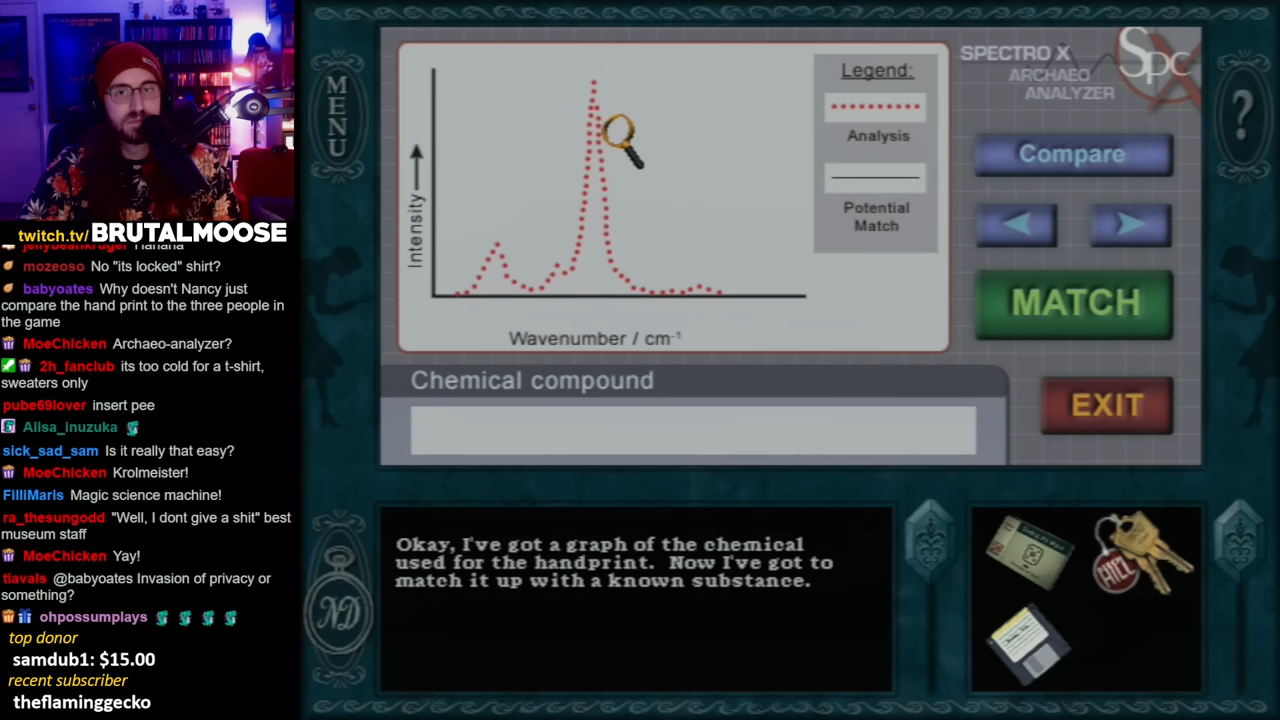 twitch.tv/BRUTALMOOSE
jellybeankruger Hahaha
mozeoso No "its locked" shirt?
babyoates Why doesn't Nancy just
compare the hand print to the three people in
the game
MoeChicken Archaeo-analyzer?
2h_fanclub its too cold for a t-shirt,
sweaters only
pube69lover insert pee
Alisa_inuzuka
sick_sad_sam Is it really that easy?
MoeChicken Krolmeister!
FilliMaris Magic science machine!
ra_thesungodd "Well, I dont give a shit" best
museum staff
MoeChicken Yay!
tiavals @babyoates Invasion of privacy or
something?
ohpossumplays
top donor
samdub1: $15.00
recent subscriber
theflaminggecko
MENU
Intensity
Wavenumber / cm⁻¹
Legend:
Analysis
Potential
Match
SPECTRO X
ARCHAEO
ANALYZER
Spc
X
?
Compare
MATCH
EXIT
Chemical compound
Okay, I've got a graph of the chemical
used for the handprint. Now I've got to
match it up with a known substance.
ND